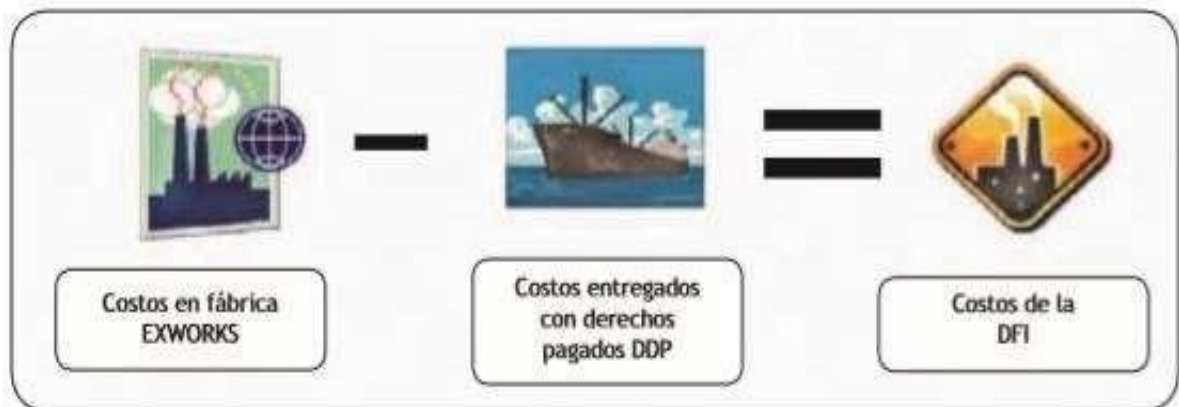 Costos en fábrica
EXWORKS
Costos entregados
con derechos
pagados DDP
Costos de la
DFI